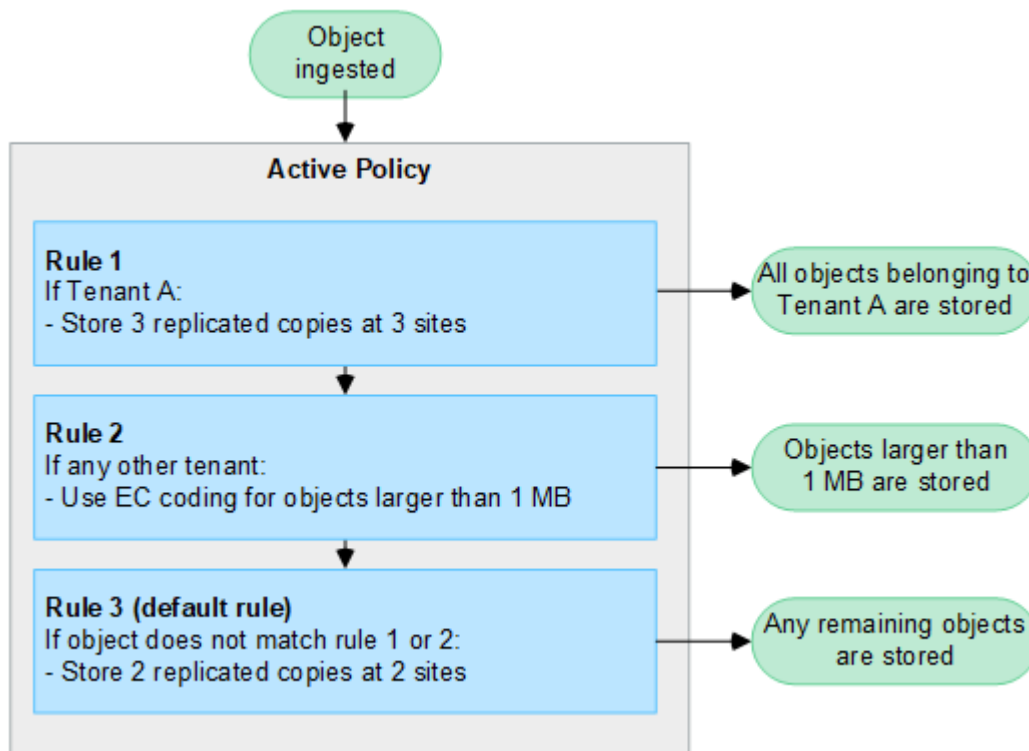 Object
ingested
Active Policy
Rule 1
If Tenant A:
- Store 3 replicated copies at 3 sites
All objects belonging to
Tenant A are stored
Rule 2
If any other tenant:
- Use EC coding for objects larger than 1 MB
Objects larger than
1 MB are stored
Rule 3 (default rule)
If object does not match rule 1 or 2:
- Store 2 replicated copies at 2 sites
Any remaining objects
are stored